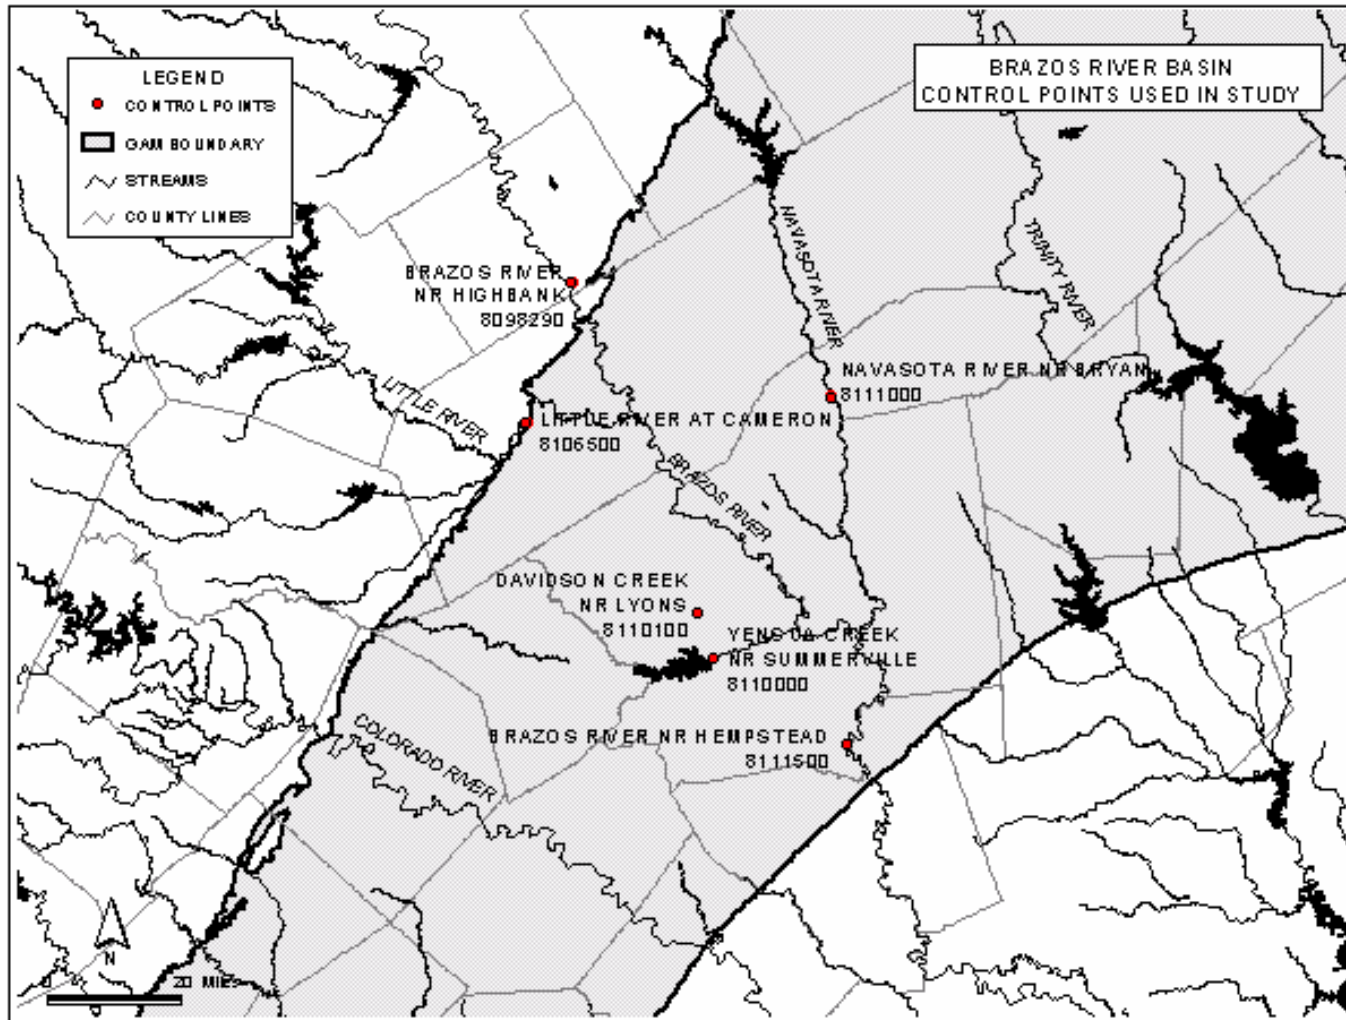 LEGEND
CONTROL POINTS
GAM BOUNDARY
STREAMS
COUNTY LINES
BRAZOS RIVER BASIN
CONTROL POINTS USED IN STUDY
BRAZOS RIVER
NR HIGHBANK
8098290
NAVASOTA RIVER
TRINITY RIVER
NAVASOTA RIVER NR BRYAN
8111000
LITTLE RIVER
LITTLE RIVER AT CAMERON
8106500
BRAZOS RIVER
DAVIDSON CREEK
NR LYONS
8110100
YENGUA CREEK
NR SUMMERVILLE
8110000
COLORADO RIVER
BRAZOS RIVER NR HEMPSTEAD
8111500
N
0 20 Miles